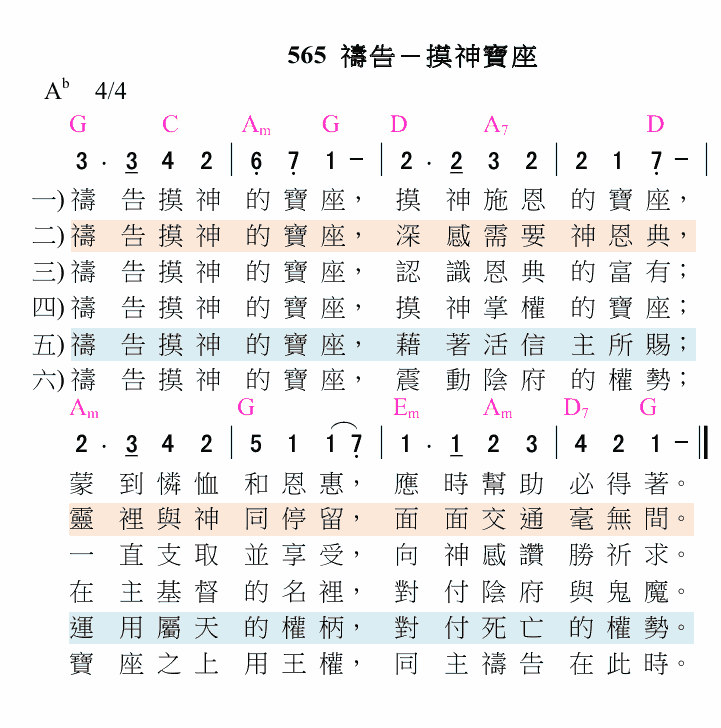 565 禱告－摸神寶座
A♭ 4/4
G C Am G D A7 D
3 · 3 4 2 | 6 7 1 － | 2 · 2 3 2 | 2 1 7 － |
一)禱告摸神的寶座，摸神施恩的寶座，
二)禱告摸神的寶座，深感需要神恩典，
三)禱告摸神的寶座，認識恩典的富有；
四)禱告摸神的寶座，摸神掌權的寶座；
五)禱告摸神的寶座，藉著活信主所賜；
六)禱告摸神的寶座，震動陰府的權勢；
Am G Em Am D7 G
2 · 3 4 2 | 5 1 1 7 | 1 · 1 2 3 | 4 2 1 － ‖
蒙到憐恤和恩惠，應時幫助必得著。
靈裡與神同停留，面面交通毫無間。
一直支取並享受，向神感讚勝祈求。
在主基督的名裡，對付陰府與鬼魔。
運用屬天的權柄，對付死亡的權勢。
寶座之上用王權，同主禱告在此時。